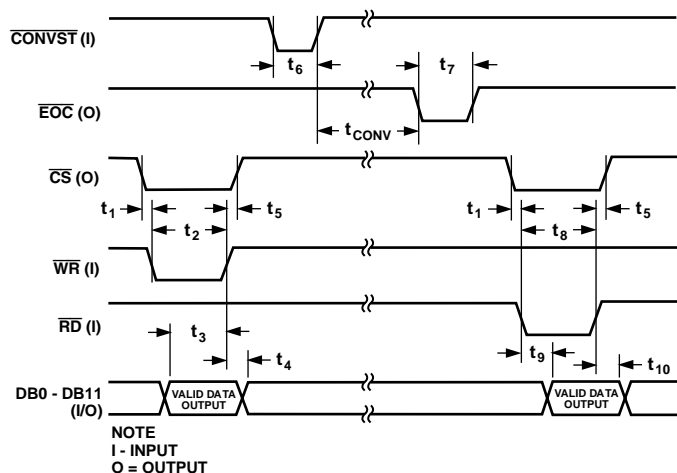 CONVST (I)
t6
t7
EOC (O)
tCONV
CS (O)
t1
t5
t1
t5
t2
t8
WR (I)
RD (I)
t3
t4
t9
t10
DB0 - DB11
(I/O)
VALID DATA
OUTPUT
VALID DATA
OUTPUT
NOTE
I - INPUT
O = OUTPUT